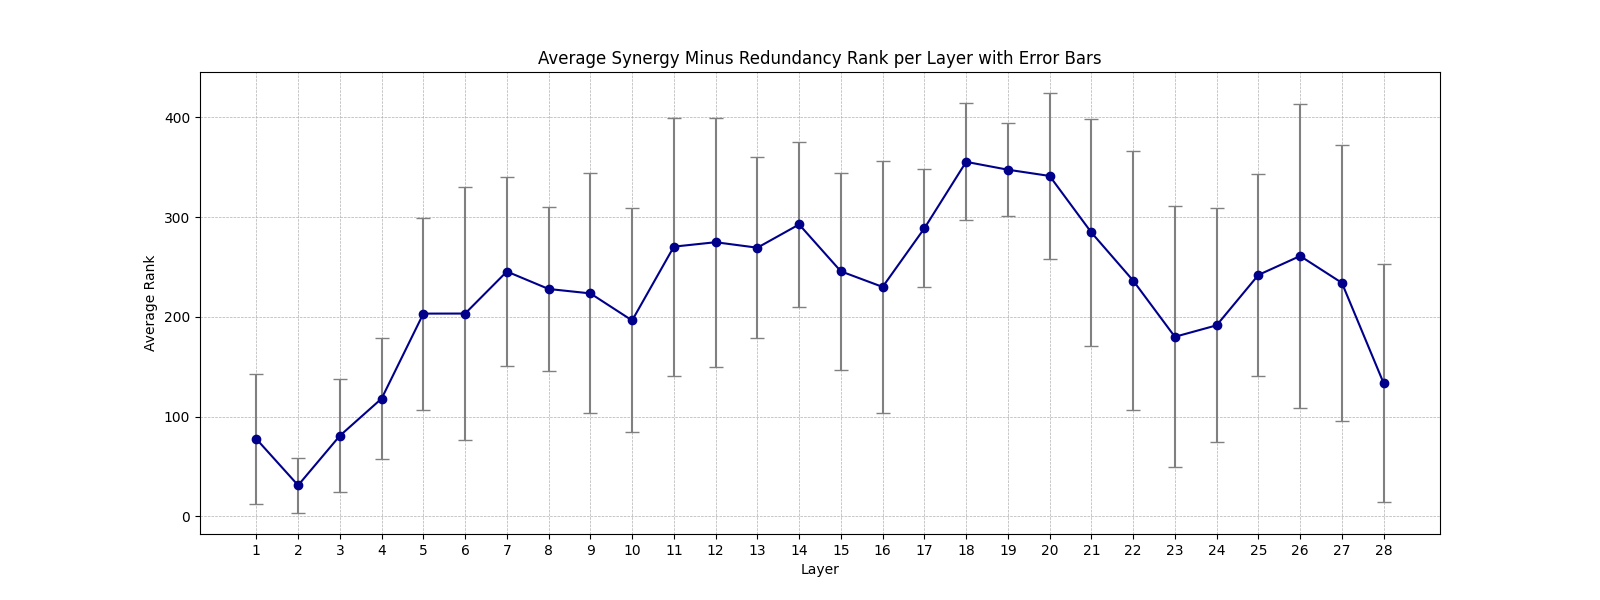 Average Synergy Minus Redundancy Rank per Layer with Error Bars
400
300
200
100
0
Average Rank
1 2 3 4 5 6 7 8 9 10 11 12 13 14 15 16 17 18 19 20 21 22 23 24 25 26 27 28
Layer